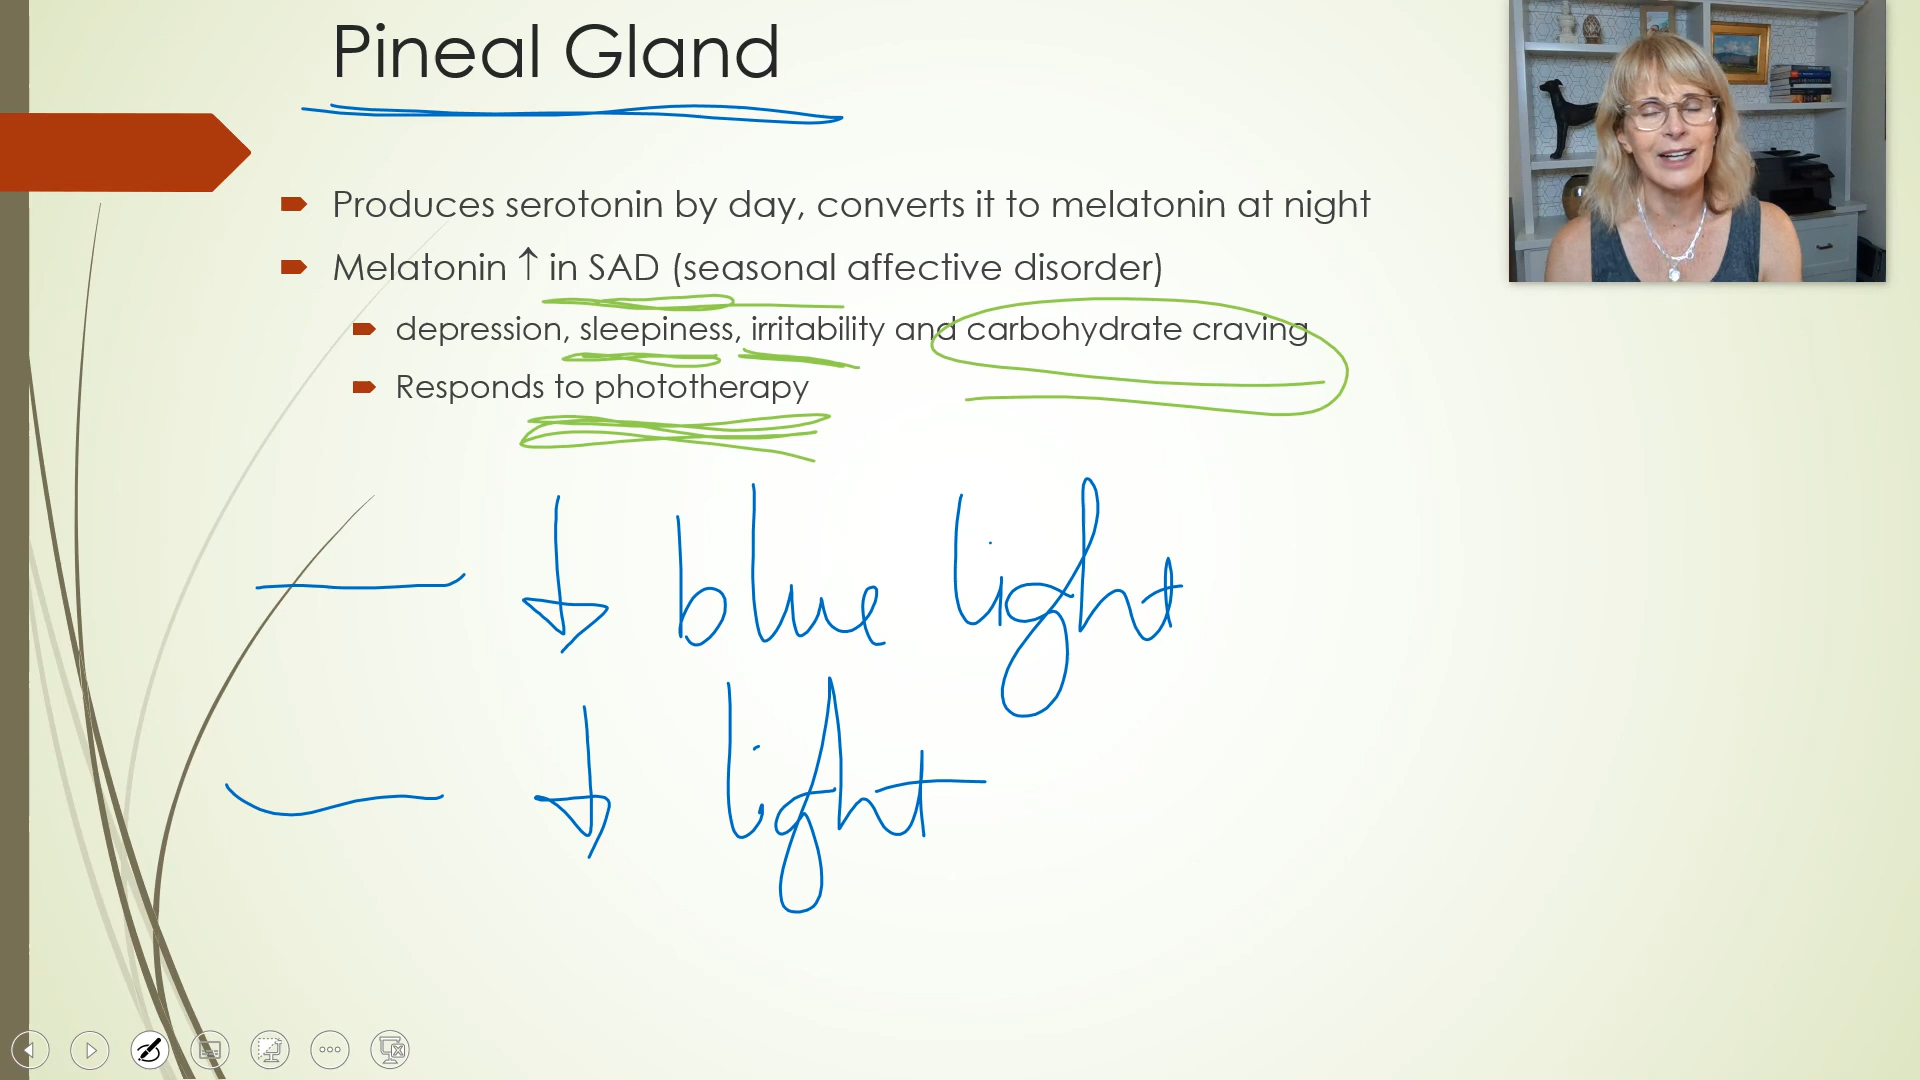 Pineal Gland
Produces serotonin by day, converts it to melatonin at night
Melatonin ↑ in SAD (seasonal affective disorder)
depression, sleepiness, irritability and carbohydrate craving
Responds to phototherapy
— ↓ blue light
— ↓ light